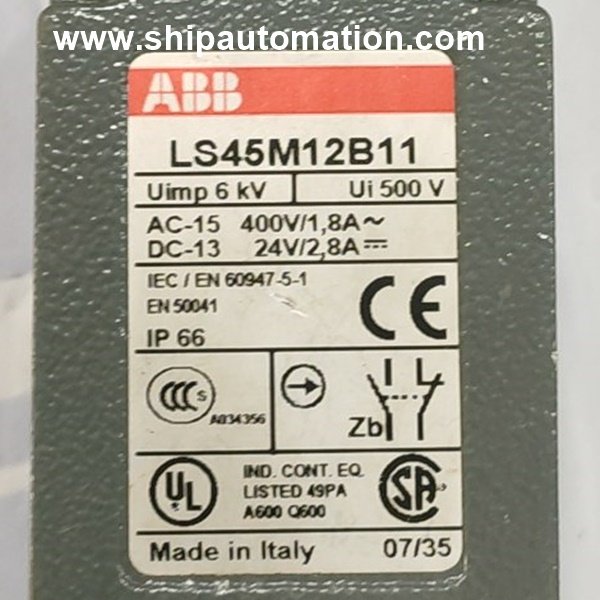 www.shipautomation.com
ABB
LS45M12B11
Uimp 6 kV Ui 500 V
AC-15 400V/1,8A~
DC-13 24V/2,8A⎓
IEC / EN 60947-5-1
EN 50041
IP 66
CE
CCC S
A034356
Zb
UL
IND. CONT. EQ.
LISTED 49PA
A600 Q600
SA
Made in Italy 07/35